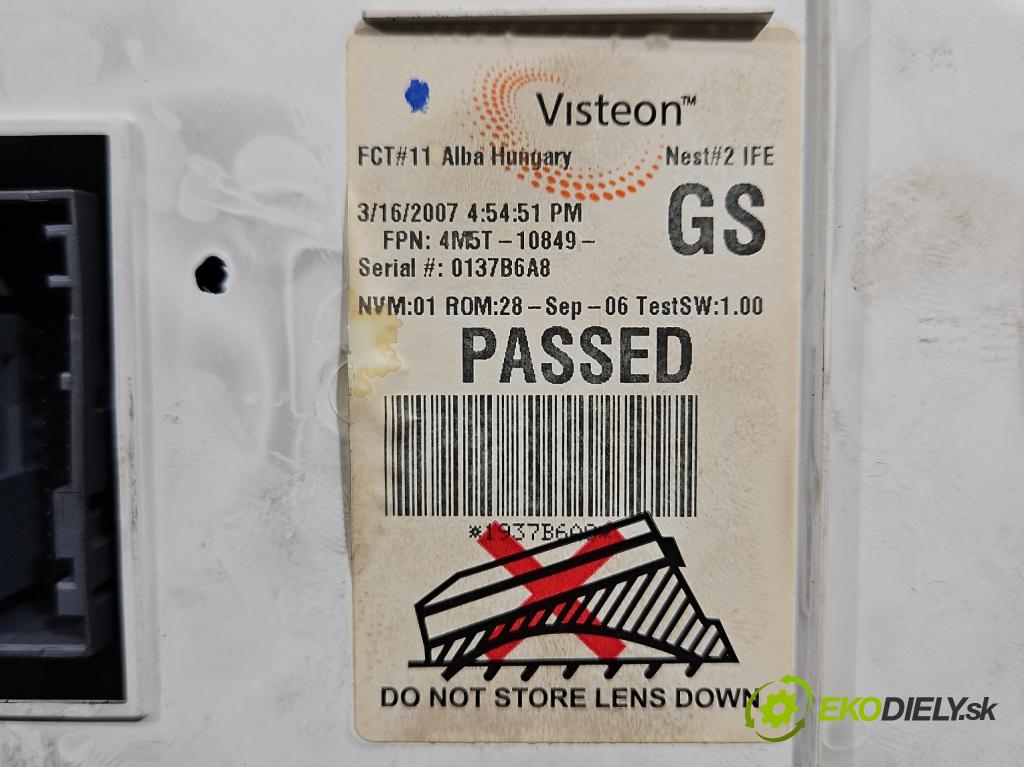 Visteon™
FCT#11 Alba Hungary Nest#2 IFE
GS
3/16/2007 4:54:51 PM
FPN: 4M5T-10849-
Serial #: 0137B6A8
NVM:01 ROM:28-Sep-06 TestSW:1.00
PASSED
DO NOT STORE LENS DOWN
EKODIELY.sk